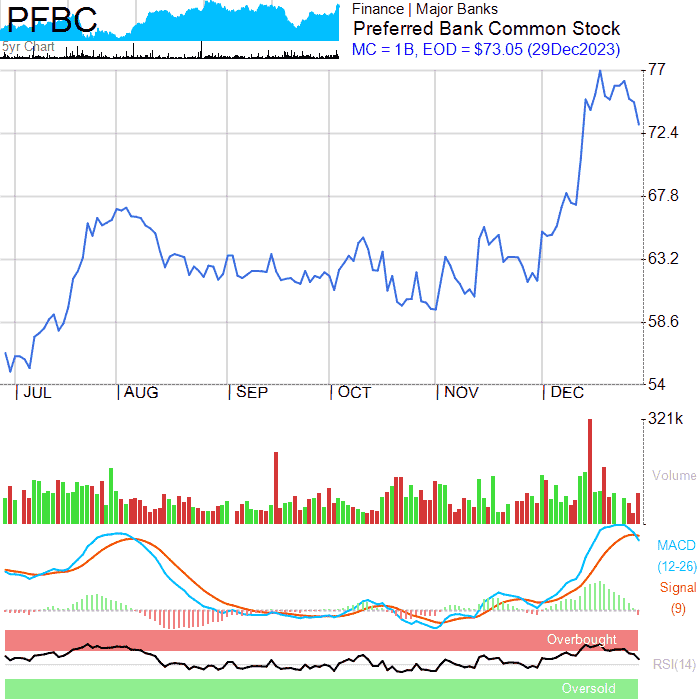 PFBC
5yr Chart
Finance | Major Banks
Preferred Bank Common Stock
MC = 1B, EOD = $73.05 (29Dec2023)
77
72.4
67.8
63.2
58.6
54
JUL AUG SEP OCT NOV DEC
321k
Volume
MACD
(12-26)
Signal
(9)
Overbought
RSI(14)
Oversold